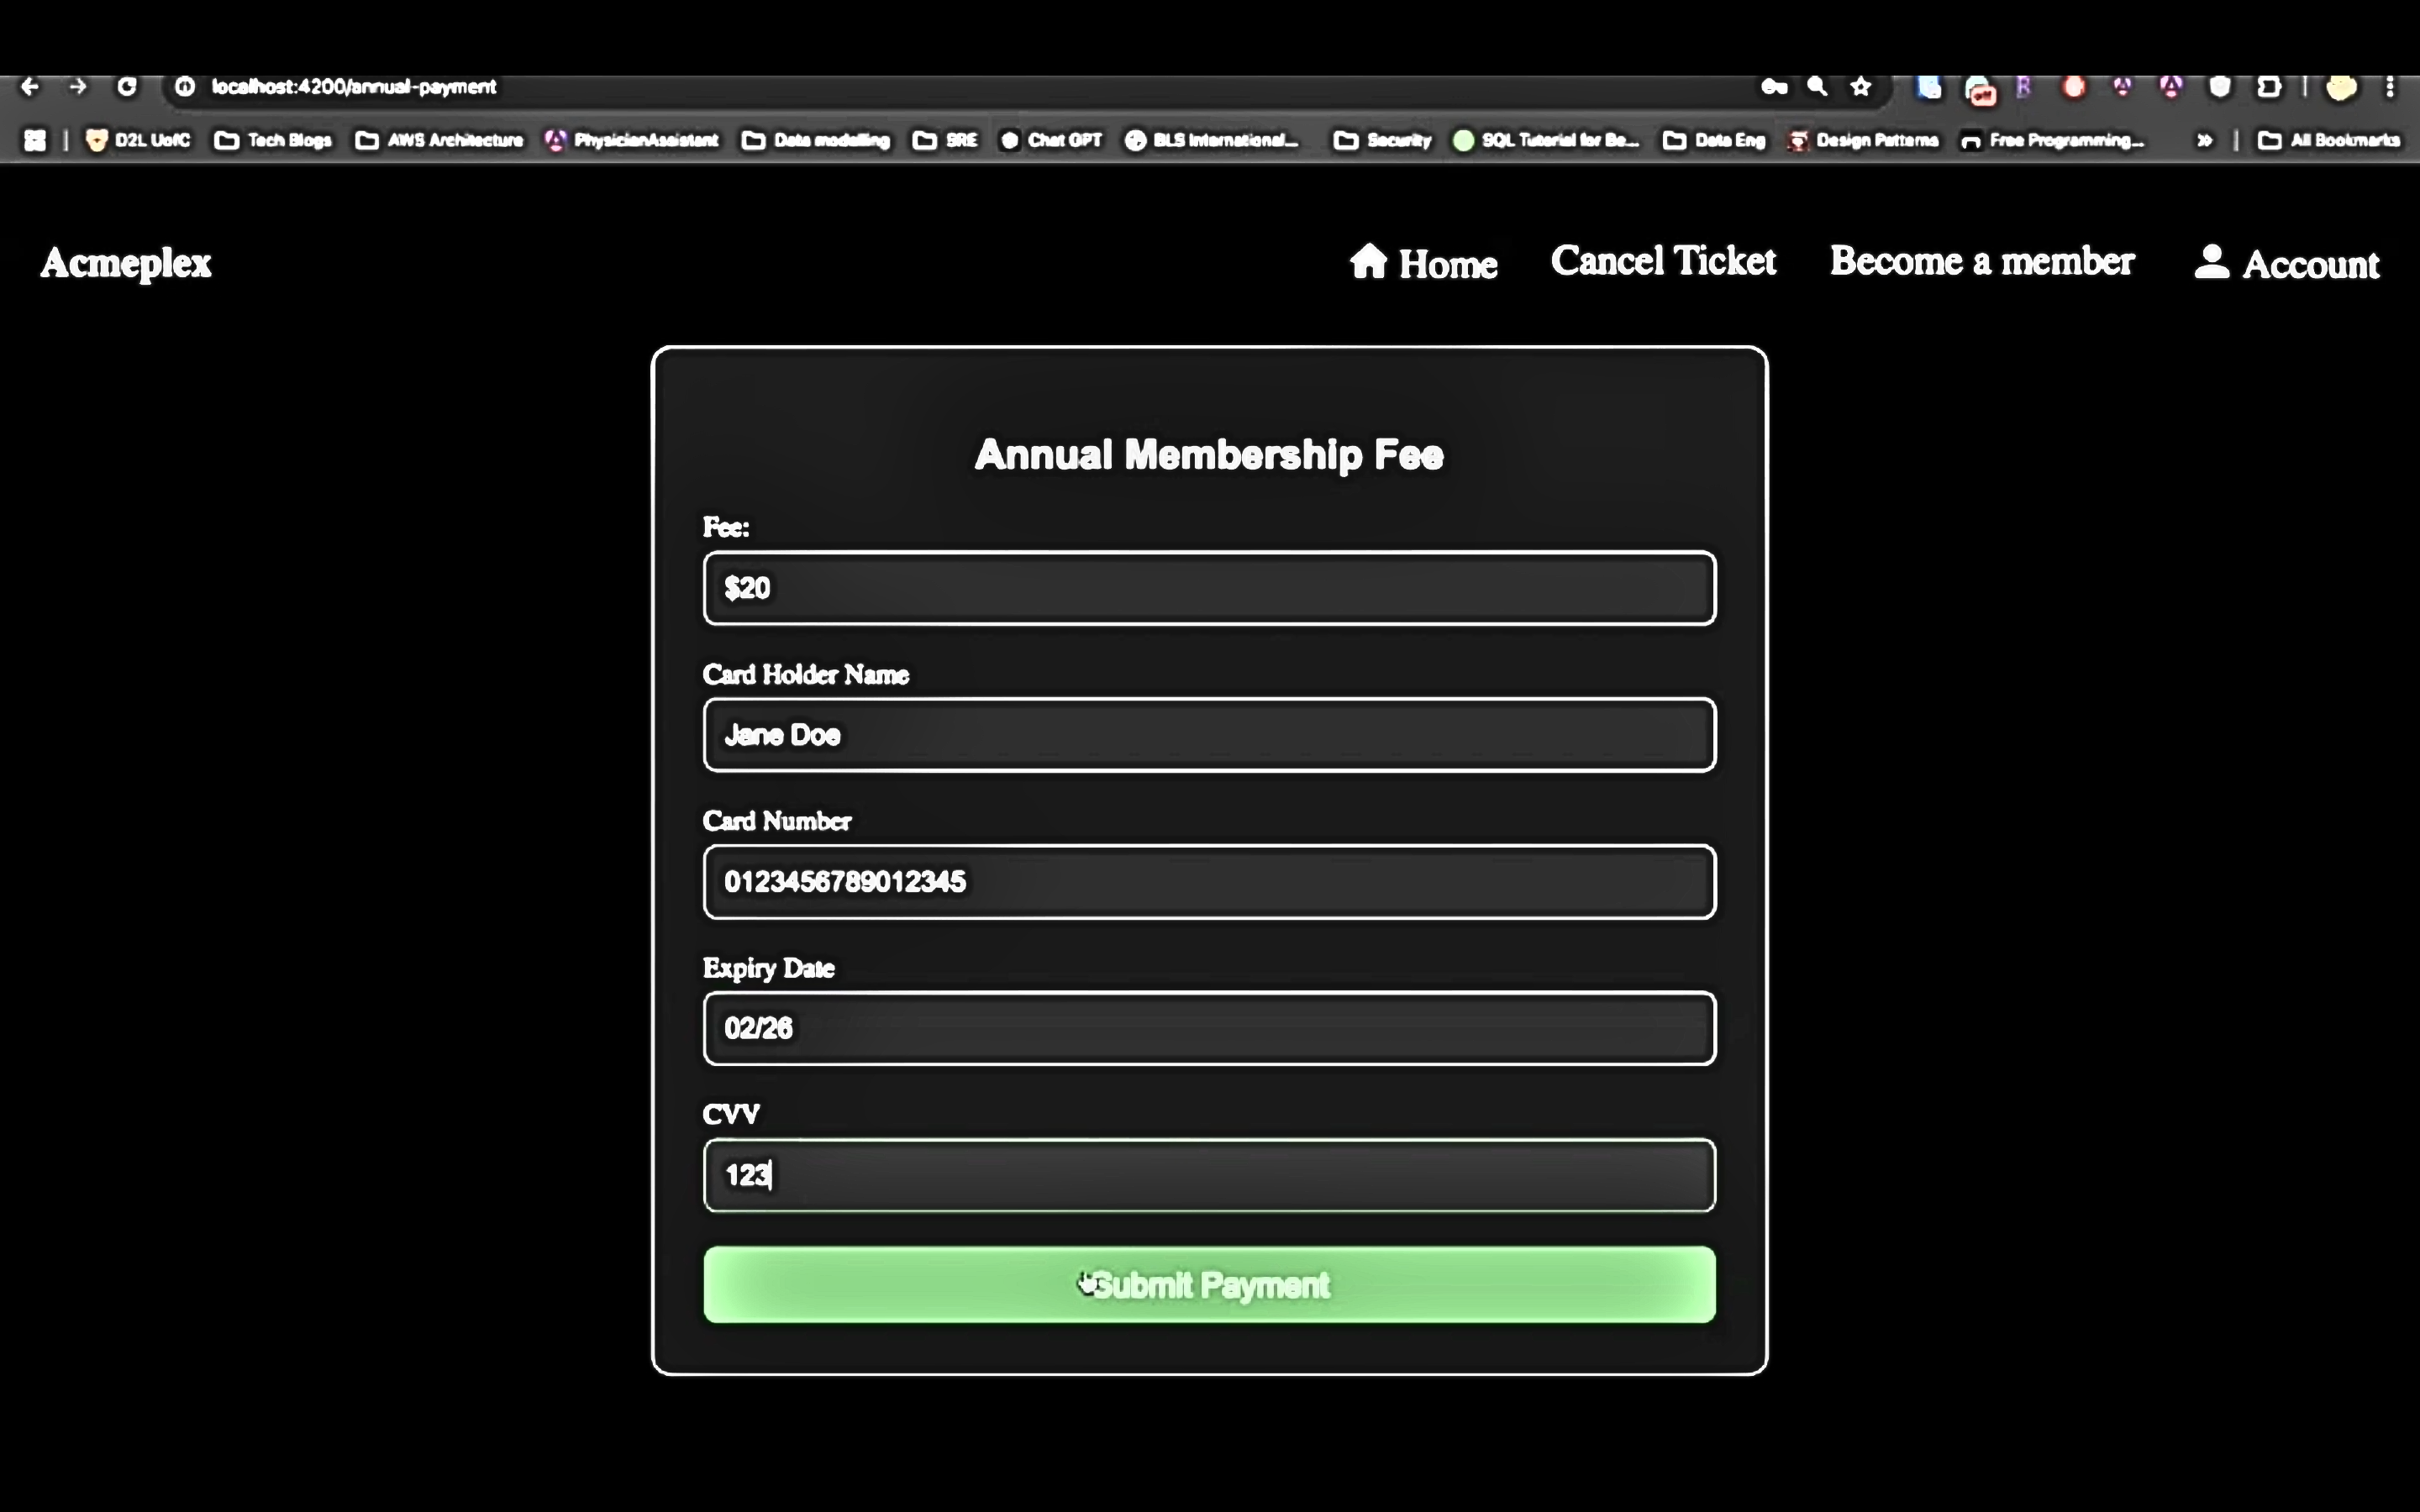 localhost:4200/annual-payment
D2L UofC Tech Blogs AWS Architecture PhysicianAssistant Data modelling SRE Chat GPT BLS International... Security SQL Tutorial for Be... Data Eng Design Patterns Free Programming... » All Bookmarks
Acmeplex Home Cancel Ticket Become a member Account
Annual Membership Fee
Fee:
$20
Card Holder Name
Jane Doe
Card Number
0123456789012345
Expiry Date
02/26
CVV
123
Submit Payment